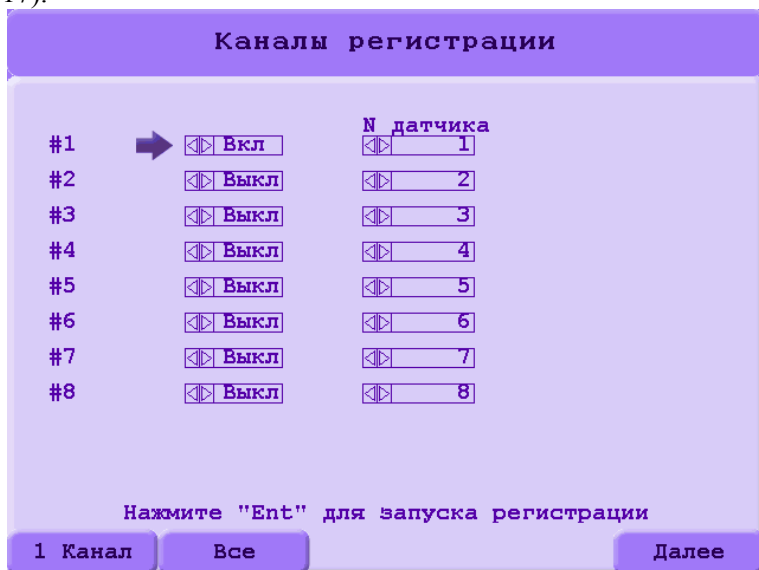 17).
Каналы регистрации
N датчика
#1 Вкл 1
#2 Выкл 2
#3 Выкл 3
#4 Выкл 4
#5 Выкл 5
#6 Выкл 6
#7 Выкл 7
#8 Выкл 8
Нажмите "Ent" для запуска регистрации
1 Канал Все Далее